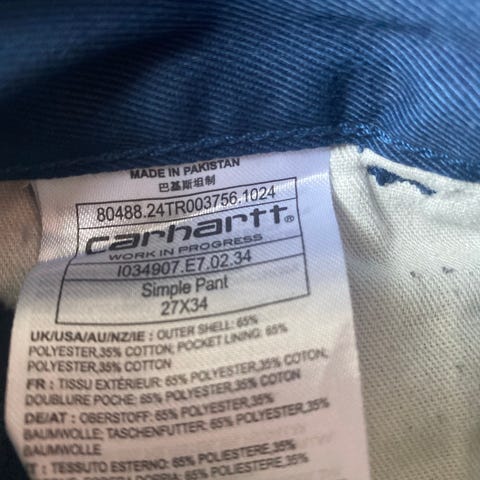 MADE IN PAKISTAN
巴基斯坦制
80488.24TR003756.1024
carhartt®
WORK IN PROGRESS
I034907.E7.02.34
Simple Pant
27X34
UK/USA/AU/NZ/IE : OUTER SHELL: 65%
POLYESTER,35% COTTON; POCKET LINING: 65%
POLYESTER,35% COTTON
FR : TISSU EXTÉRIEUR: 65% POLYESTER,35% COTON
DOUBLURE POCHE: 65% POLYESTER,35% COTON
DE/AT : OBERSTOFF: 65% POLYESTER,35%
BAUMWOLLE; TASCHENFUTTER: 65% POLYESTER,35%
BAUMWOLLE
IT : TESSUTO ESTERNO: 65% POLIESTERE,35%